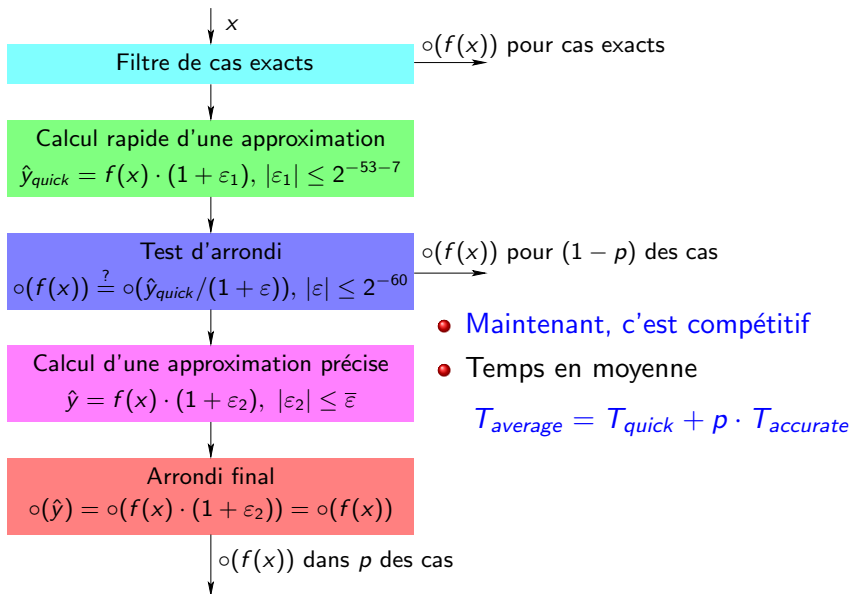 x
Filtre de cas exacts
∘(f(x)) pour cas exacts
Calcul rapide d'une approximation
ŷ_quick = f(x) · (1 + ε₁), |ε₁| ≤ 2^{−53−7}
Test d'arrondi
∘(f(x)) ≟ ∘(ŷ_quick/(1 + ε)), |ε| ≤ 2^{−60}
∘(f(x)) pour (1 − p) des cas
Calcul d'une approximation précise
ŷ = f(x) · (1 + ε₂), |ε₂| ≤ ε̅
Arrondi final
∘(ŷ) = ∘(f(x) · (1 + ε₂)) = ∘(f(x))
∘(f(x)) dans p des cas
Maintenant, c'est compétitif
Temps en moyenne
T_average = T_quick + p · T_accurate